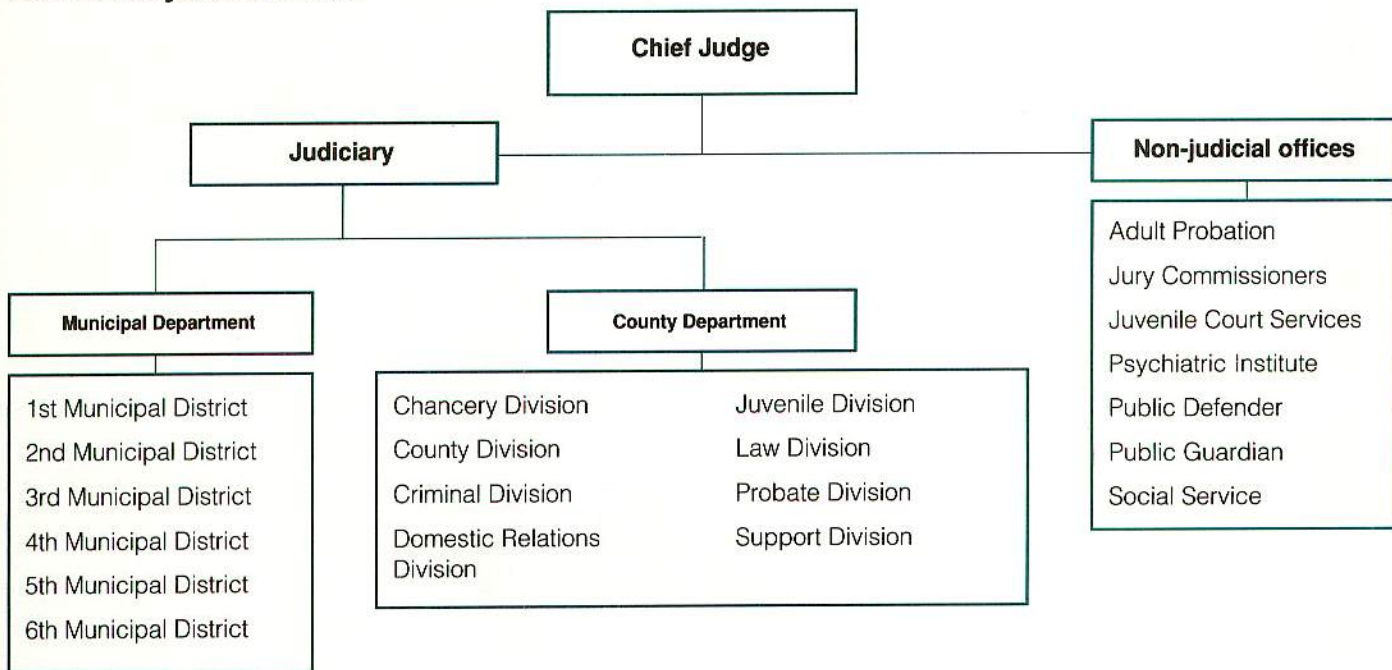 Chief Judge
Judiciary
Non-judicial offices
Municipal Department
County Department
1st Municipal District
2nd Municipal District
3rd Municipal District
4th Municipal District
5th Municipal District
6th Municipal District
Chancery Division
County Division
Criminal Division
Domestic Relations
Division
Juvenile Division
Law Division
Probate Division
Support Division
Adult Probation
Jury Commissioners
Juvenile Court Services
Psychiatric Institute
Public Defender
Public Guardian
Social Service